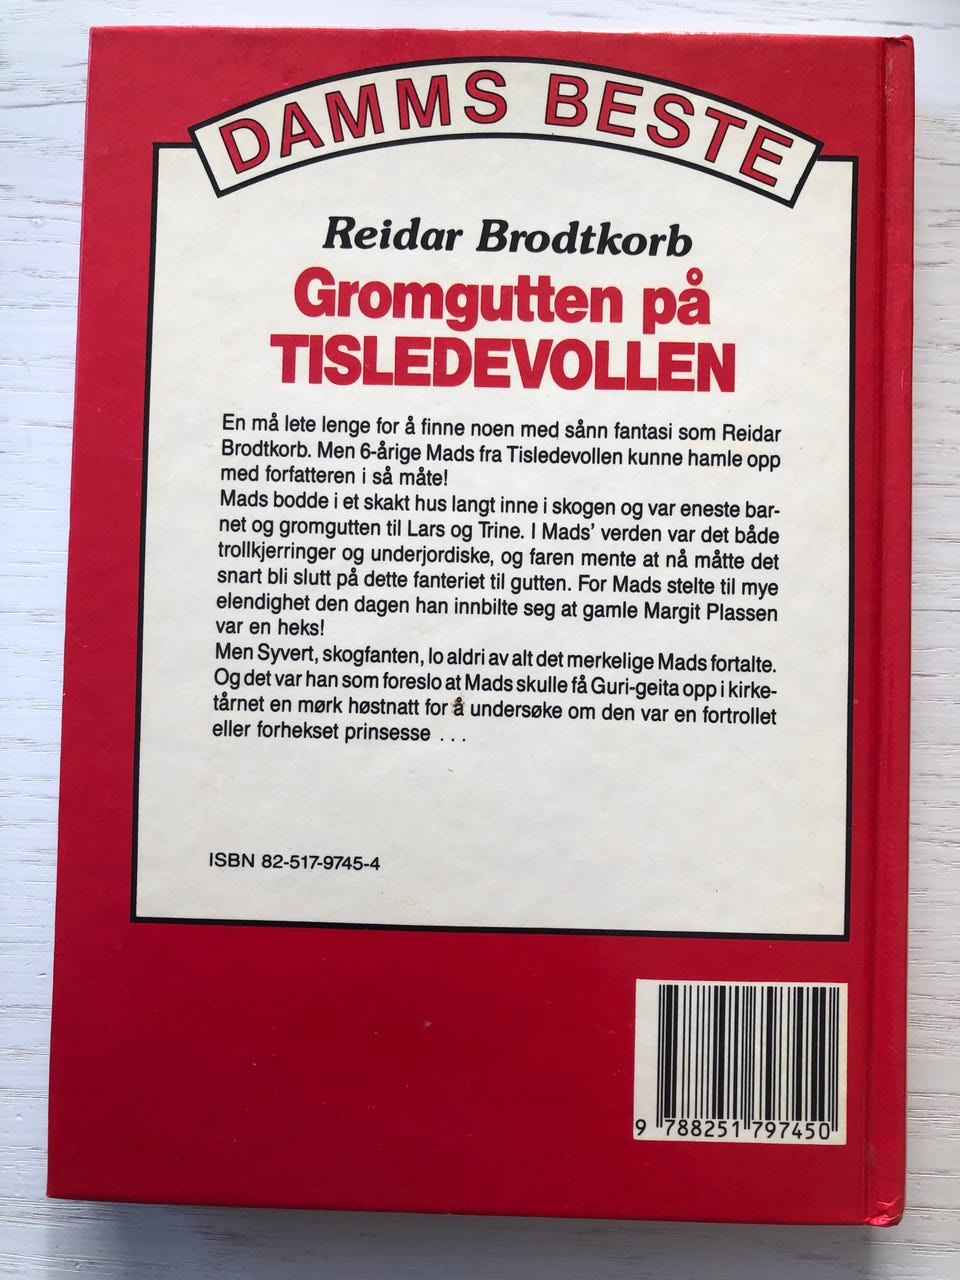 DAMMS BESTE
Reidar Brodtkorb
Gromgutten på
TISLEDEVOLLEN
En må lete lenge for å finne noen med sånn fantasi som Reidar
Brodtkorb. Men 6-årige Mads fra Tisledevollen kunne hamle opp
med forfatteren i så måte!
Mads bodde i et skakt hus langt inne i skogen og var eneste bar-
net og gromgutten til Lars og Trine. I Mads' verden var det både
trollkjerringer og underjordiske, og faren mente at nå måtte det
snart bli slutt på dette fanteriet til gutten. For Mads stelte til mye
elendighet den dagen han innbilte seg at gamle Margit Plassen
var en heks!
Men Syvert, skogfanten, lo aldri av alt det merkelige Mads fortalte.
Og det var han som foreslo at Mads skulle få Guri-geita opp i kirke-
tårnet en mørk høstnatt for å undersøke om den var en fortrollet
eller forhekset prinsesse . . .
ISBN 82-517-9745-4
9 788251 797450